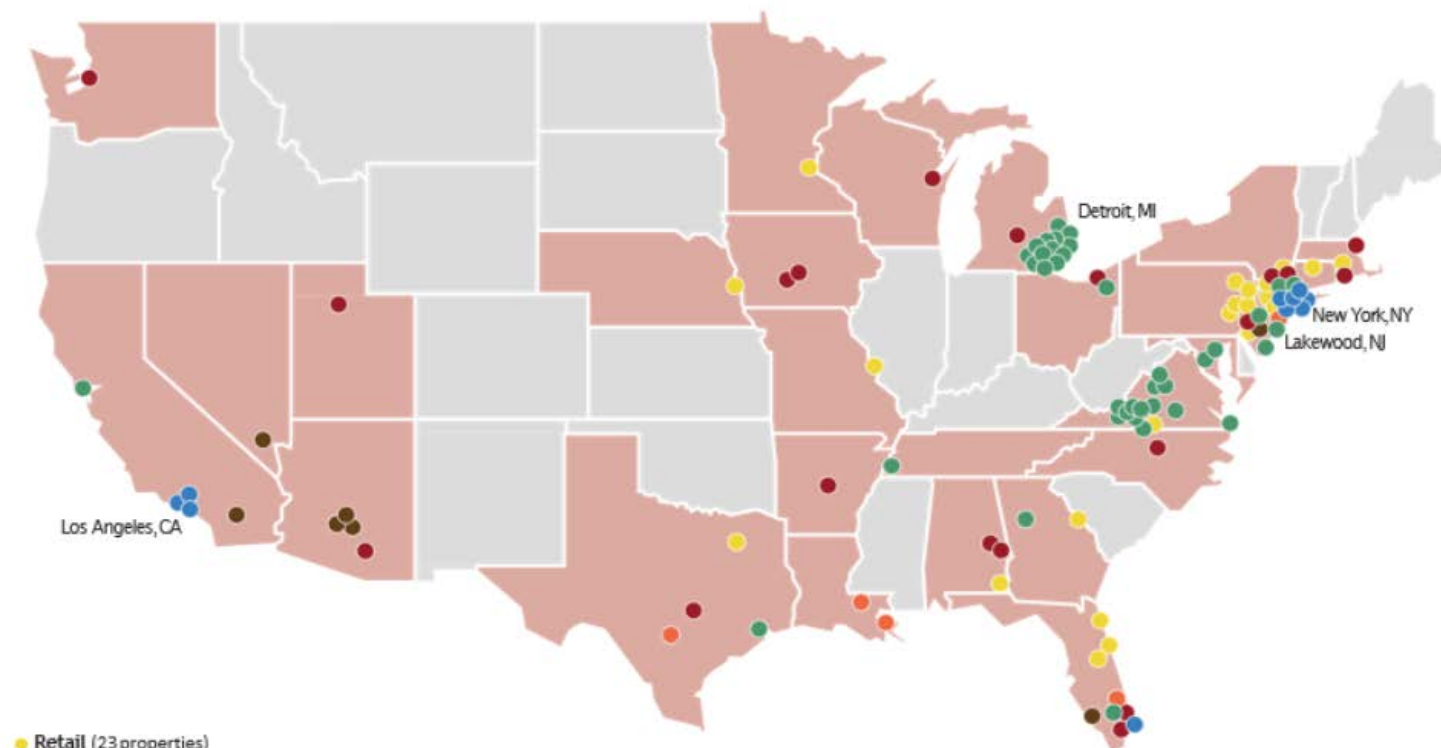 Detroit, MI
New York, NY
Lakewood, NJ
Los Angeles, CA
Retail (23 properties)